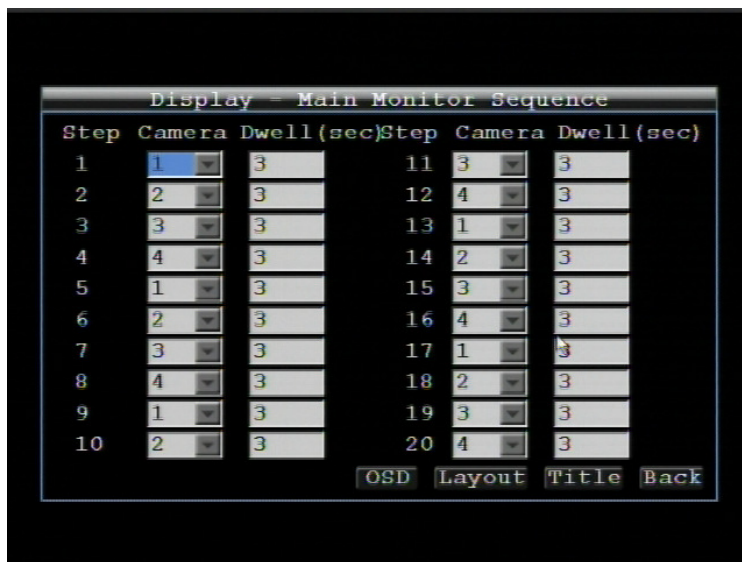 Display - Main Monitor Sequence
Step Camera Dwell(sec)Step Camera Dwell(sec)
1 1 3 11 3 3
2 2 3 12 4 3
3 3 3 13 1 3
4 4 3 14 2 3
5 1 3 15 3 3
6 2 3 16 4 3
7 3 3 17 1 3
8 4 3 18 2 3
9 1 3 19 3 3
10 2 3 20 4 3
OSD Layout Title Back